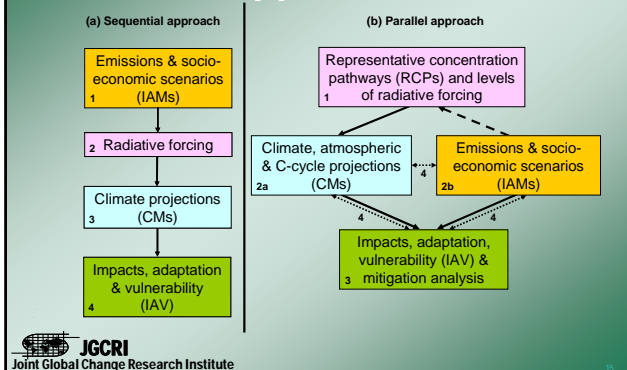 (a) Sequential approach
Emissions & socio-
economic scenarios
(IAMs)
1
2 Radiative forcing
Climate projections
(CMs)
3
Impacts, adaptation
& vulnerability
(IAV)
4
(b) Parallel approach
Representative concentration
pathways (RCPs) and levels
of radiative forcing
1
Climate, atmospheric
& C-cycle projections
(CMs)
2a
4
Emissions & socio-
economic scenarios
(IAMs)
2b
4
4
Impacts, adaptation,
vulnerability (IAV) &
mitigation analysis
3
JGCRI
Joint Global Change Research Institute
15